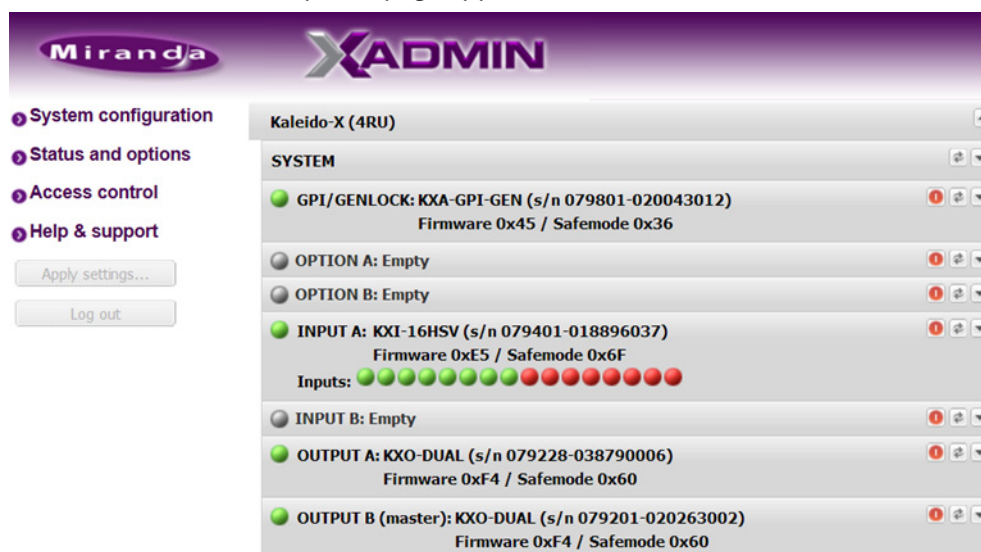 Miranda
XADMIN
System configuration
Status and options
Access control
Help & support
Apply settings...
Log out
Kaleido-X (4RU)
SYSTEM
GPI/GENLOCK: KXA-GPI-GEN (s/n 079801-020043012)
Firmware 0x45 / Safemode 0x36
OPTION A: Empty
OPTION B: Empty
INPUT A: KXI-16HSV (s/n 079401-018896037)
Firmware 0xE5 / Safemode 0x6F
Inputs:
INPUT B: Empty
OUTPUT A: KXO-DUAL (s/n 079228-038790006)
Firmware 0xF4 / Safemode 0x60
OUTPUT B (master): KXO-DUAL (s/n 079201-020263002)
Firmware 0xF4 / Safemode 0x60